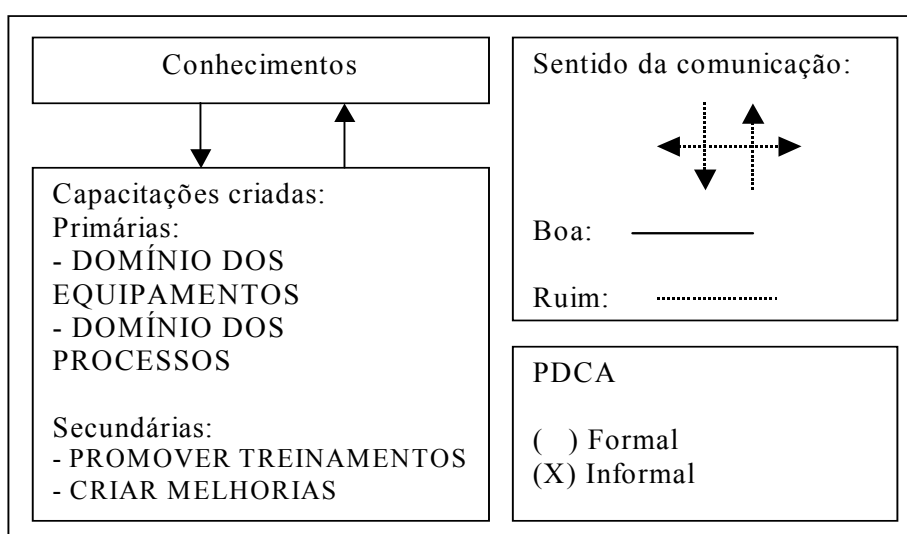 Conhecimentos
Capacitações criadas:
Primárias:
- DOMÍNIO DOS
EQUIPAMENTOS
- DOMÍNIO DOS
PROCESSOS
Secundárias:
- PROMOVER TREINAMENTOS
- CRIAR MELHORIAS
Sentido da comunicação:
Boa:
Ruim:
PDCA
(  ) Formal
(X) Informal